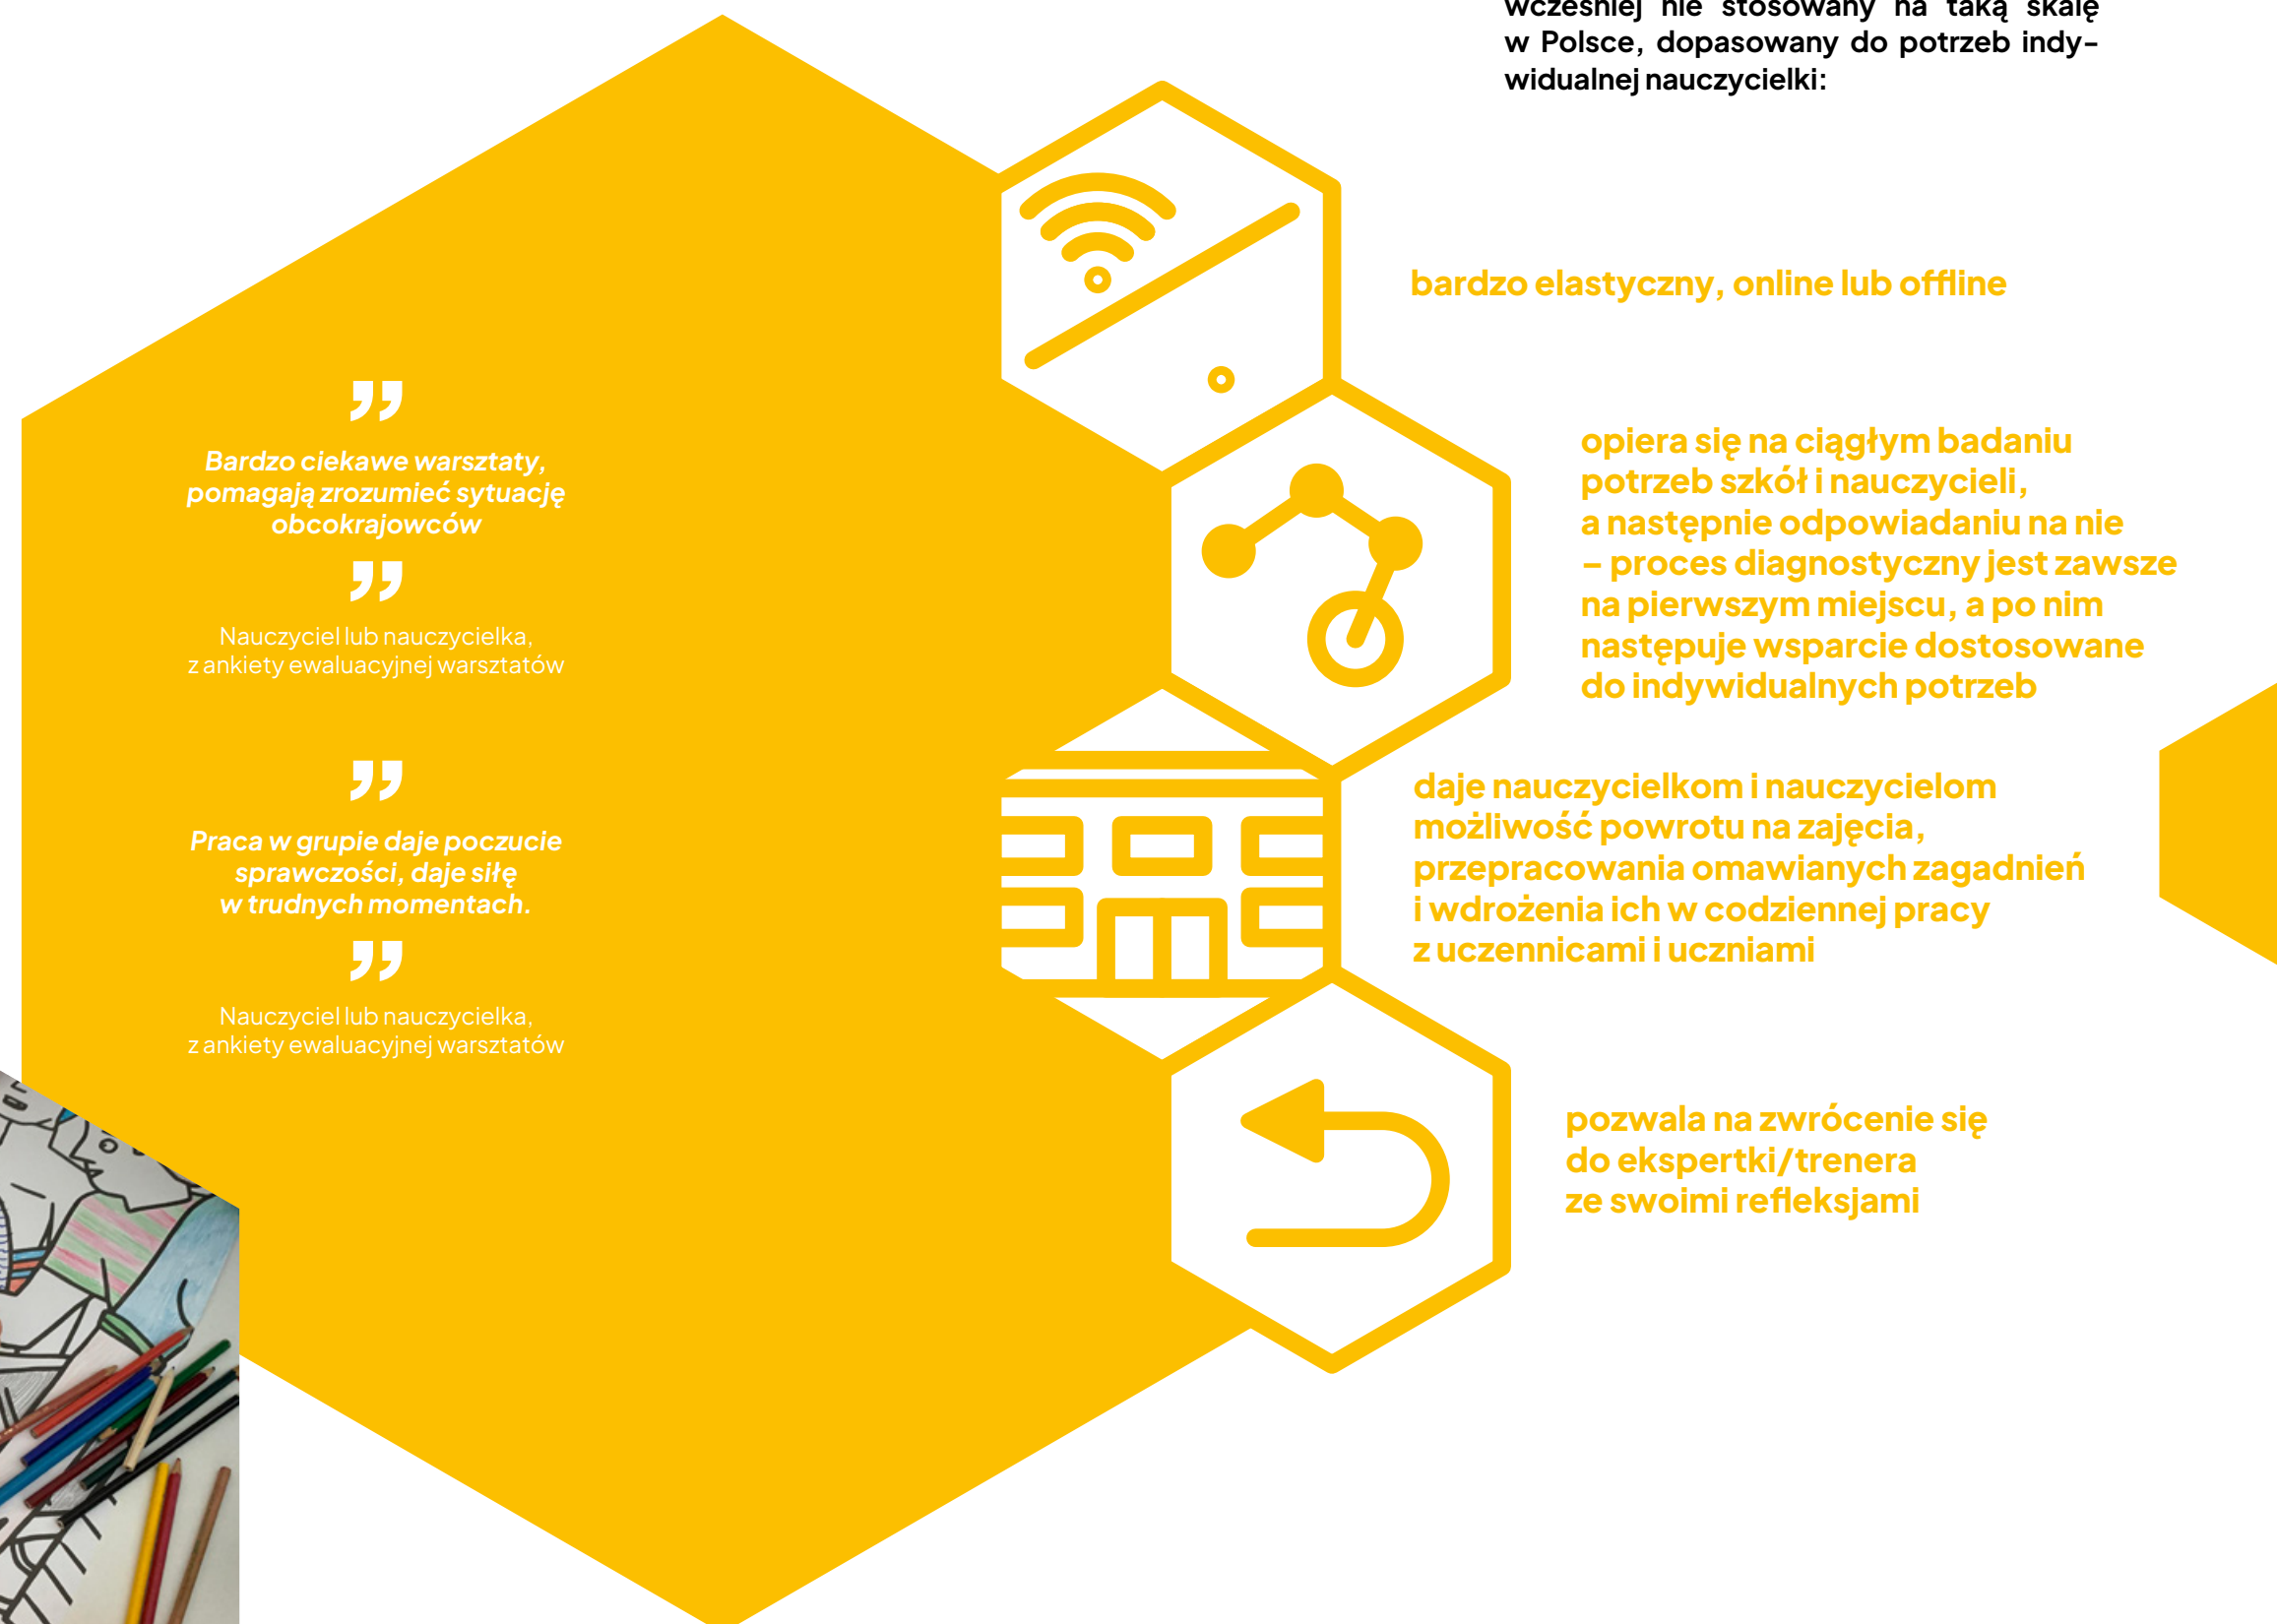 wcześniej nie stosowany na taką skalę
w Polsce, dopasowany do potrzeb indy-
widualnej nauczycielki:
bardzo elastyczny, online lub offline
opiera się na ciągłym badaniu
potrzeb szkół i nauczycieli,
a następnie odpowiadaniu na nie
– proces diagnostyczny jest zawsze
na pierwszym miejscu, a po nim
następuje wsparcie dostosowane
do indywidualnych potrzeb
daje nauczycielkom i nauczycielom
możliwość powrotu na zajęcia,
przepracowania omawianych zagadnień
i wdrożenia ich w codziennej pracy
z uczennicami i uczniami
pozwala na zwrócenie się
do ekspertki/trenera
ze swoimi refleksjami
”
Bardzo ciekawe warsztaty,
pomagają zrozumieć sytuację
obcokrajowców
”
Nauczyciel lub nauczycielka,
z ankiety ewaluacyjnej warsztatów
”
Praca w grupie daje poczucie
sprawczości, daje siłę
w trudnych momentach.
”
Nauczyciel lub nauczycielka,
z ankiety ewaluacyjnej warsztatów